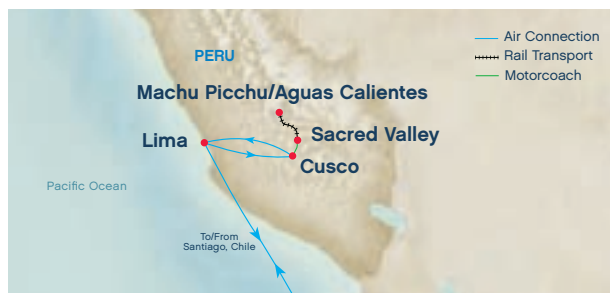 Air Connection
Rail Transport
Motorcoach
PERU
Machu Picchu/Aguas Calientes
Sacred Valley
Lima
Cusco
Pacific Ocean
To/From
Santiago, Chile